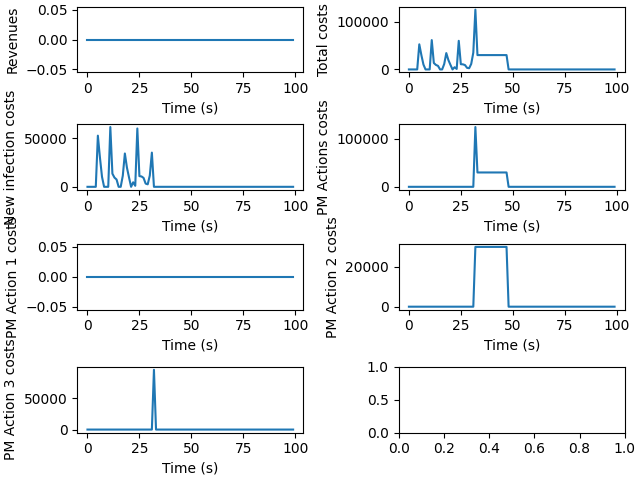 Revenues
0.05
0.00
−0.05
0 25 50 75 100
Time (s)
Total costs
100000
0
0 25 50 75 100
Time (s)
New infection costs
50000
0
0 25 50 75 100
Time (s)
PM Actions costs
100000
0
0 25 50 75 100
Time (s)
PM Action 1 costs
0.05
0.00
−0.05
0 25 50 75 100
Time (s)
PM Action 2 costs
20000
0
0 25 50 75 100
Time (s)
PM Action 3 costs
50000
0
0 25 50 75 100
Time (s)
1.0
0.5
0.0
0.0 0.2 0.4 0.6 0.8 1.0